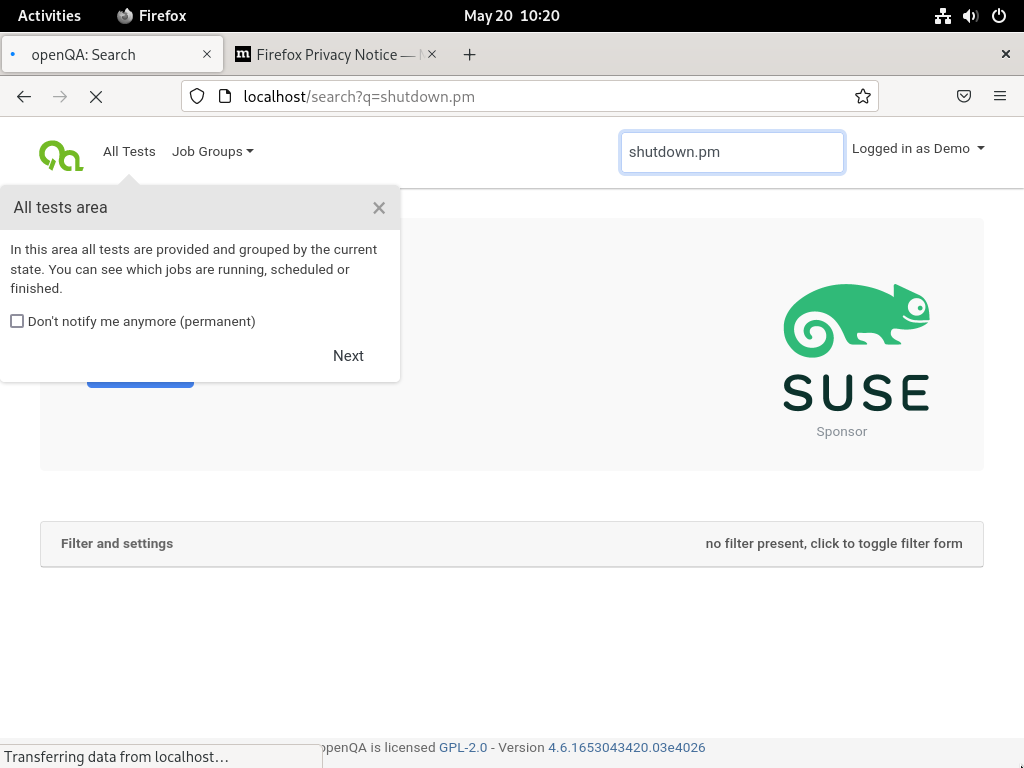 Activities Firefox May 20 10:20
openQA: Search Firefox Privacy Notice —
localhost/search?q=shutdown.pm
All Tests Job Groups shutdown.pm Logged in as Demo
All tests area
In this area all tests are provided and grouped by the current
state. You can see which jobs are running, scheduled or
finished.
Don't notify me anymore (permanent)
Next
SUSE
Sponsor
Filter and settings no filter present, click to toggle filter form
openQA is licensed GPL-2.0 - Version 4.6.1653043420.03e4026
Transferring data from localhost…